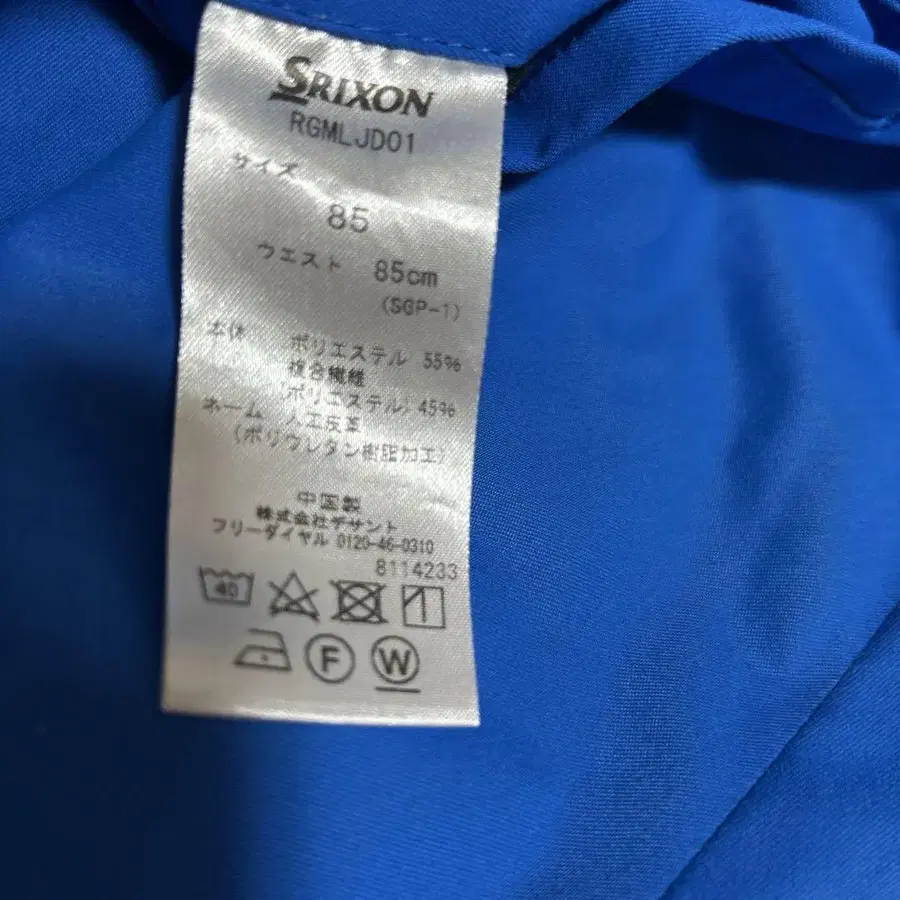 SRIXON
RGMLJD01
サイズ
85
ウエスト 85cm
(SGP-1)
本体 ポリエステル 55%
複合繊維
(ポリエステル) 45%
ネーム 人工皮革
(ポリウレタン樹脂加工)
中国製
株式会社デサント
フリーダイヤル 0120-46-0310
8114233
40
F W